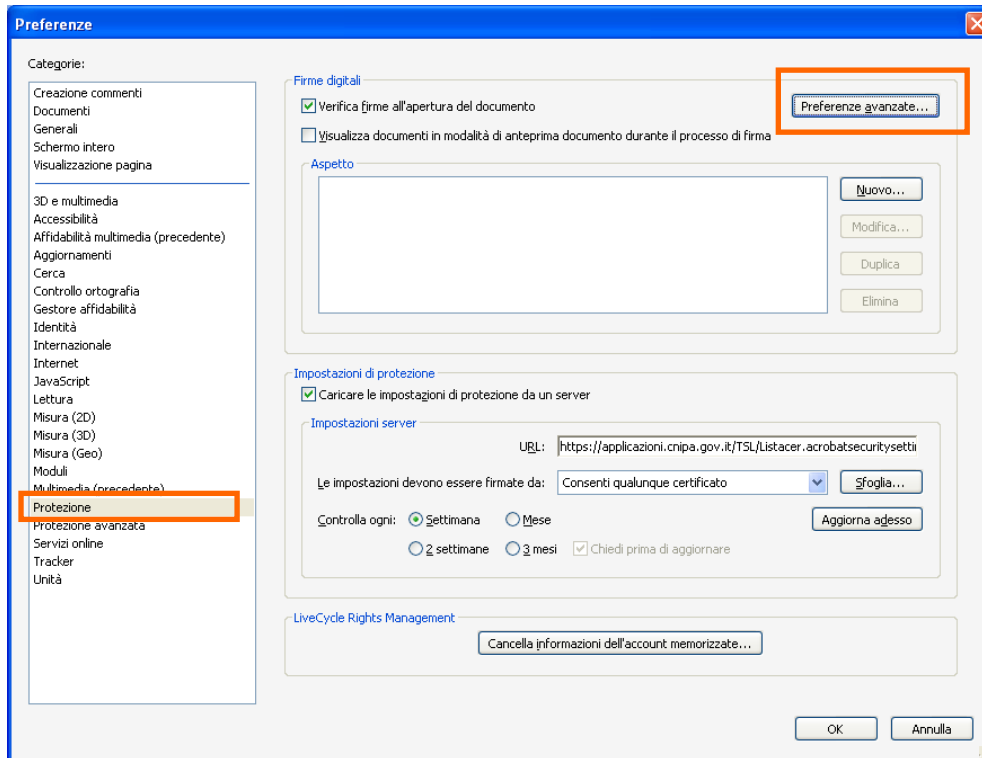 Preferenze
Categorie:
Creazione commenti
Documenti
Generali
Schermo intero
Visualizzazione pagina
3D e multimedia
Accessibilità
Affidabilità multimedia (precedente)
Aggiornamenti
Cerca
Controllo ortografia
Gestore affidabilità
Identità
Internazionale
Internet
JavaScript
Lettura
Misura (2D)
Misura (3D)
Misura (Geo)
Moduli
Multimedia (precedente)
Protezione
Protezione avanzata
Servizi online
Tracker
Unità
Firme digitali
Verifica firme all'apertura del documento
Preferenze avanzate...
Visualizza documenti in modalità di anteprima documento durante il processo di firma
Aspetto
Nuovo...
Modifica...
Duplica
Elimina
Impostazioni di protezione
Caricare le impostazioni di protezione da un server
Impostazioni server
URL: https://applicazioni.cnipa.gov.it/TSL/Listacer.acrobatsecuritysettin
Le impostazioni devono essere firmate da: Consenti qualunque certificato Sfoglia...
Controlla ogni: Settimana Mese Aggiorna adesso
2 settimane 3 mesi Chiedi prima di aggiornare
LiveCycle Rights Management
Cancella informazioni dell'account memorizzate...
OK Annulla